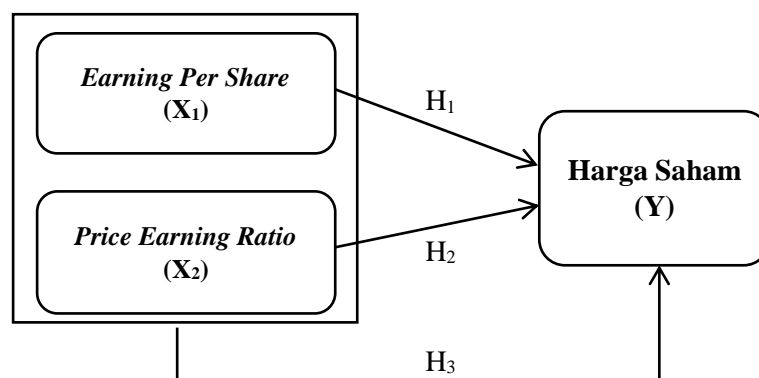 Earning Per Share
(X₁)
H₁
Harga Saham
(Y)
Price Earning Ratio
(X₂)
H₂
H₃